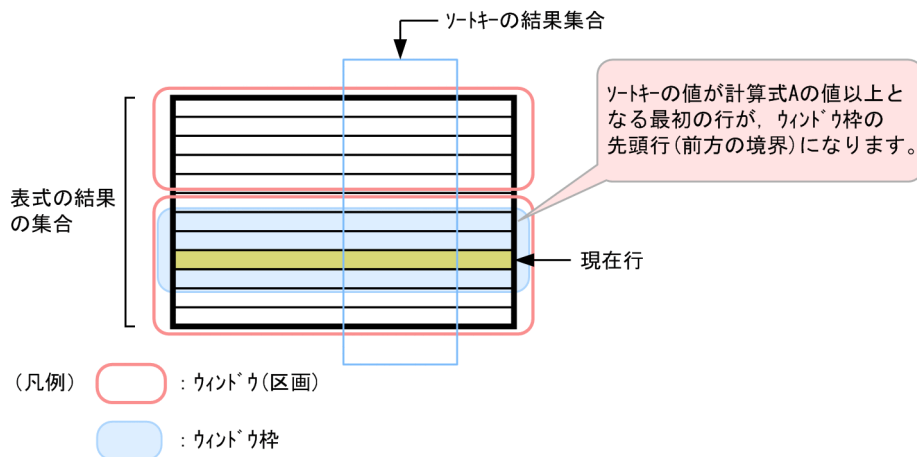 ｿｰﾄｷｰの結果集合
ｿｰﾄｷｰの値が計算式Aの値以上と
なる最初の行が，ｳｨﾝﾄﾞｳ枠の
先頭行(前方の境界)になります。
表式の結果
の集合
現在行
(凡例)
：ｳｨﾝﾄﾞｳ(区画)
：ｳｨﾝﾄﾞｳ枠